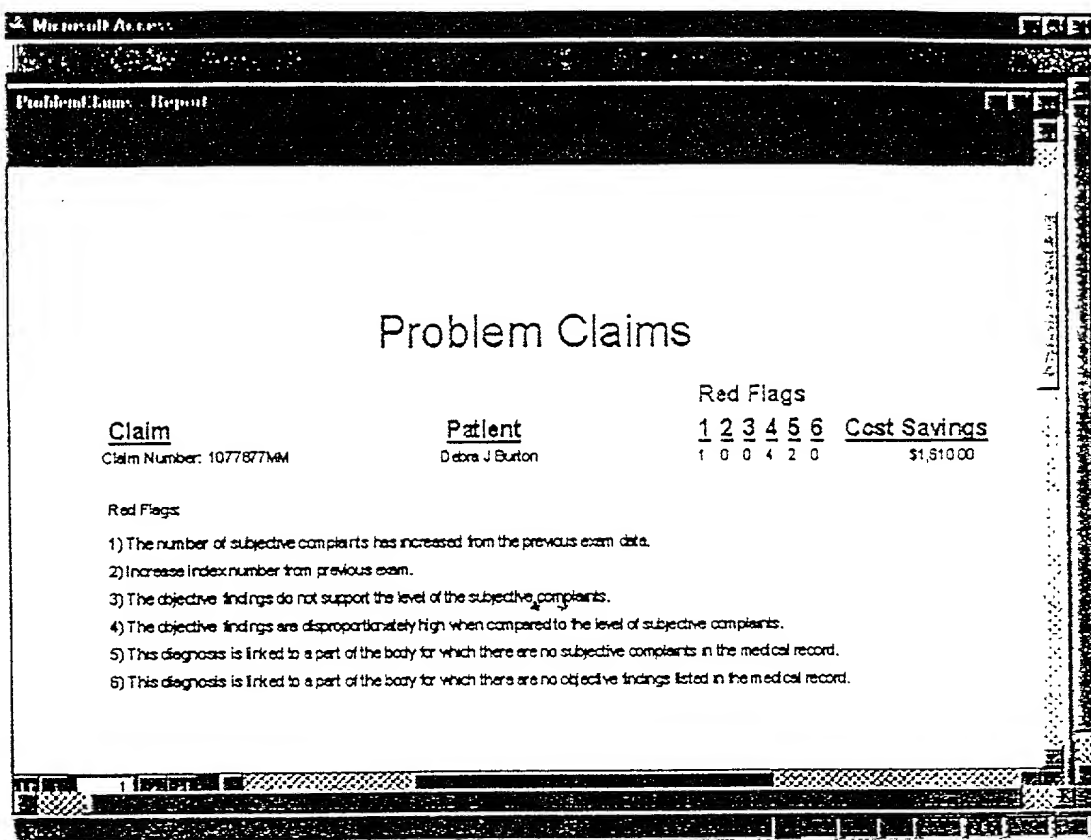 Microsoft Access
ProblemClaims : Report
Problem Claims
Red Flags
Claim Patient 1 2 3 4 5 6 Cost Savings
Claim Number: 1077877MM Debra J Burton 1 0 0 4 2 0 $1,510.00
Red Flags:
1) The number of subjective complaints has increased from the previous exam date.
2) Increase index number from previous exam.
3) The objective findings do not support the level of the subjective complaints.
4) The objective findings are disproportionately high when compared to the level of subjective complaints.
5) This diagnosis is linked to a part of the body for which there are no subjective complaints in the medical record.
6) This diagnosis is linked to a part of the body for which there are no objective findings listed in the medical record.
1